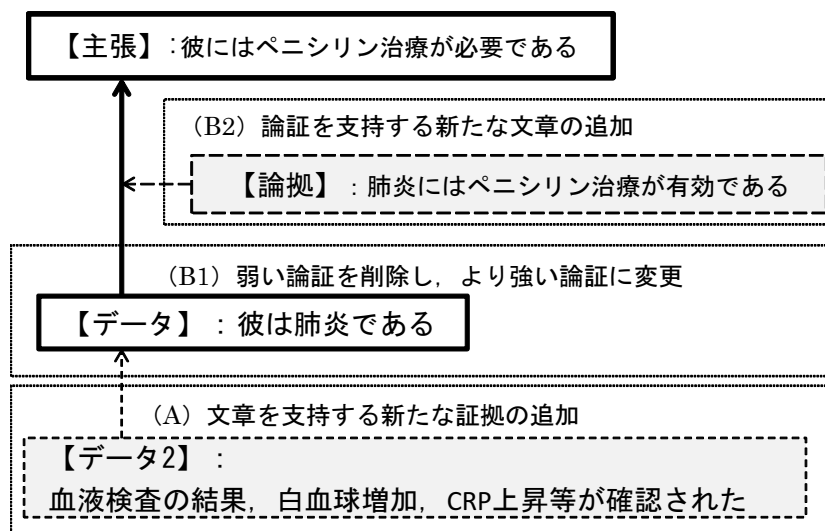 【主張】：彼にはペニシリン治療が必要である
（B2）論証を支持する新たな文章の追加
【論拠】：肺炎にはペニシリン治療が有効である
（B1）弱い論証を削除し，より強い論証に変更
【データ】：彼は肺炎である
（A）文章を支持する新たな証拠の追加
【データ2】：
血液検査の結果，白血球増加，CRP上昇等が確認された